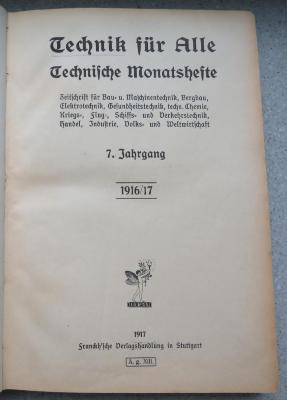 Technik für Alle
Technische Monatshefte
Zeitschrift für Bau- u. Maschinentechnik, Bergbau,
Elektrotechnik, Gesundheitstechnik, techn. Chemie,
Kriegs-, Flug-, Schiffs- und Verkehrstechnik,
Handel, Industrie, Volks- und Weltwirtschaft
7. Jahrgang
1916/17
1917
Franckh'sche Verlagshandlung in Stuttgart
A. g. XIII.